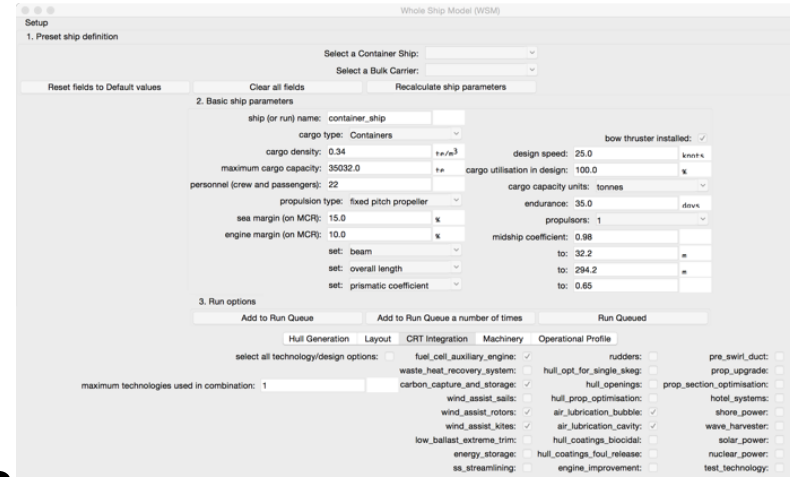 Whole Ship Model (WSM)
Setup
1. Preset ship definition
Select a Container Ship:
Select a Bulk Carrier:
Reset fields to Default values Clear all fields Recalculate ship parameters
2. Basic ship parameters
ship (or run) name: container_ship
cargo type: Containers bow thruster installed:
cargo density: 0.34 te/m3 design speed: 25.0 knots
maximum cargo capacity: 35032.0 te cargo utilisation in design: 100.0 %
personnel (crew and passengers): 22 cargo capacity units: tonnes
propulsion type: fixed pitch propeller endurance: 35.0 days
sea margin (on MCR): 15.0 % propulsors: 1
engine margin (on MCR): 10.0 % midship coefficient: 0.98
set: beam to: 32.2 m
set: overall length to: 294.2 m
set: prismatic coefficient to: 0.65
3. Run options
Add to Run Queue Add to Run Queue a number of times Run Queued
Hull Generation Layout CRT Integration Machinery Operational Profile
select all technology/design options: fuel_cell_auxiliary_engine: rudders: pre_swirl_duct:
waste_heat_recovery_system: hull_opt_for_single_skeg: prop_upgrade:
maximum technologies used in combination: 1 carbon_capture_and_storage: hull_openings: prop_section_optimisation:
wind_assist_sails: hull_prop_optimisation: hotel_systems:
wind_assist_rotors: air_lubrication_bubble: shore_power:
wind_assist_kites: air_lubrication_cavity: wave_harvester:
low_ballast_extreme_trim: hull_coatings_biocidal: solar_power:
energy_storage: hull_coatings_foul_release: nuclear_power:
ss_streamlining: engine_improvement: test_technology: